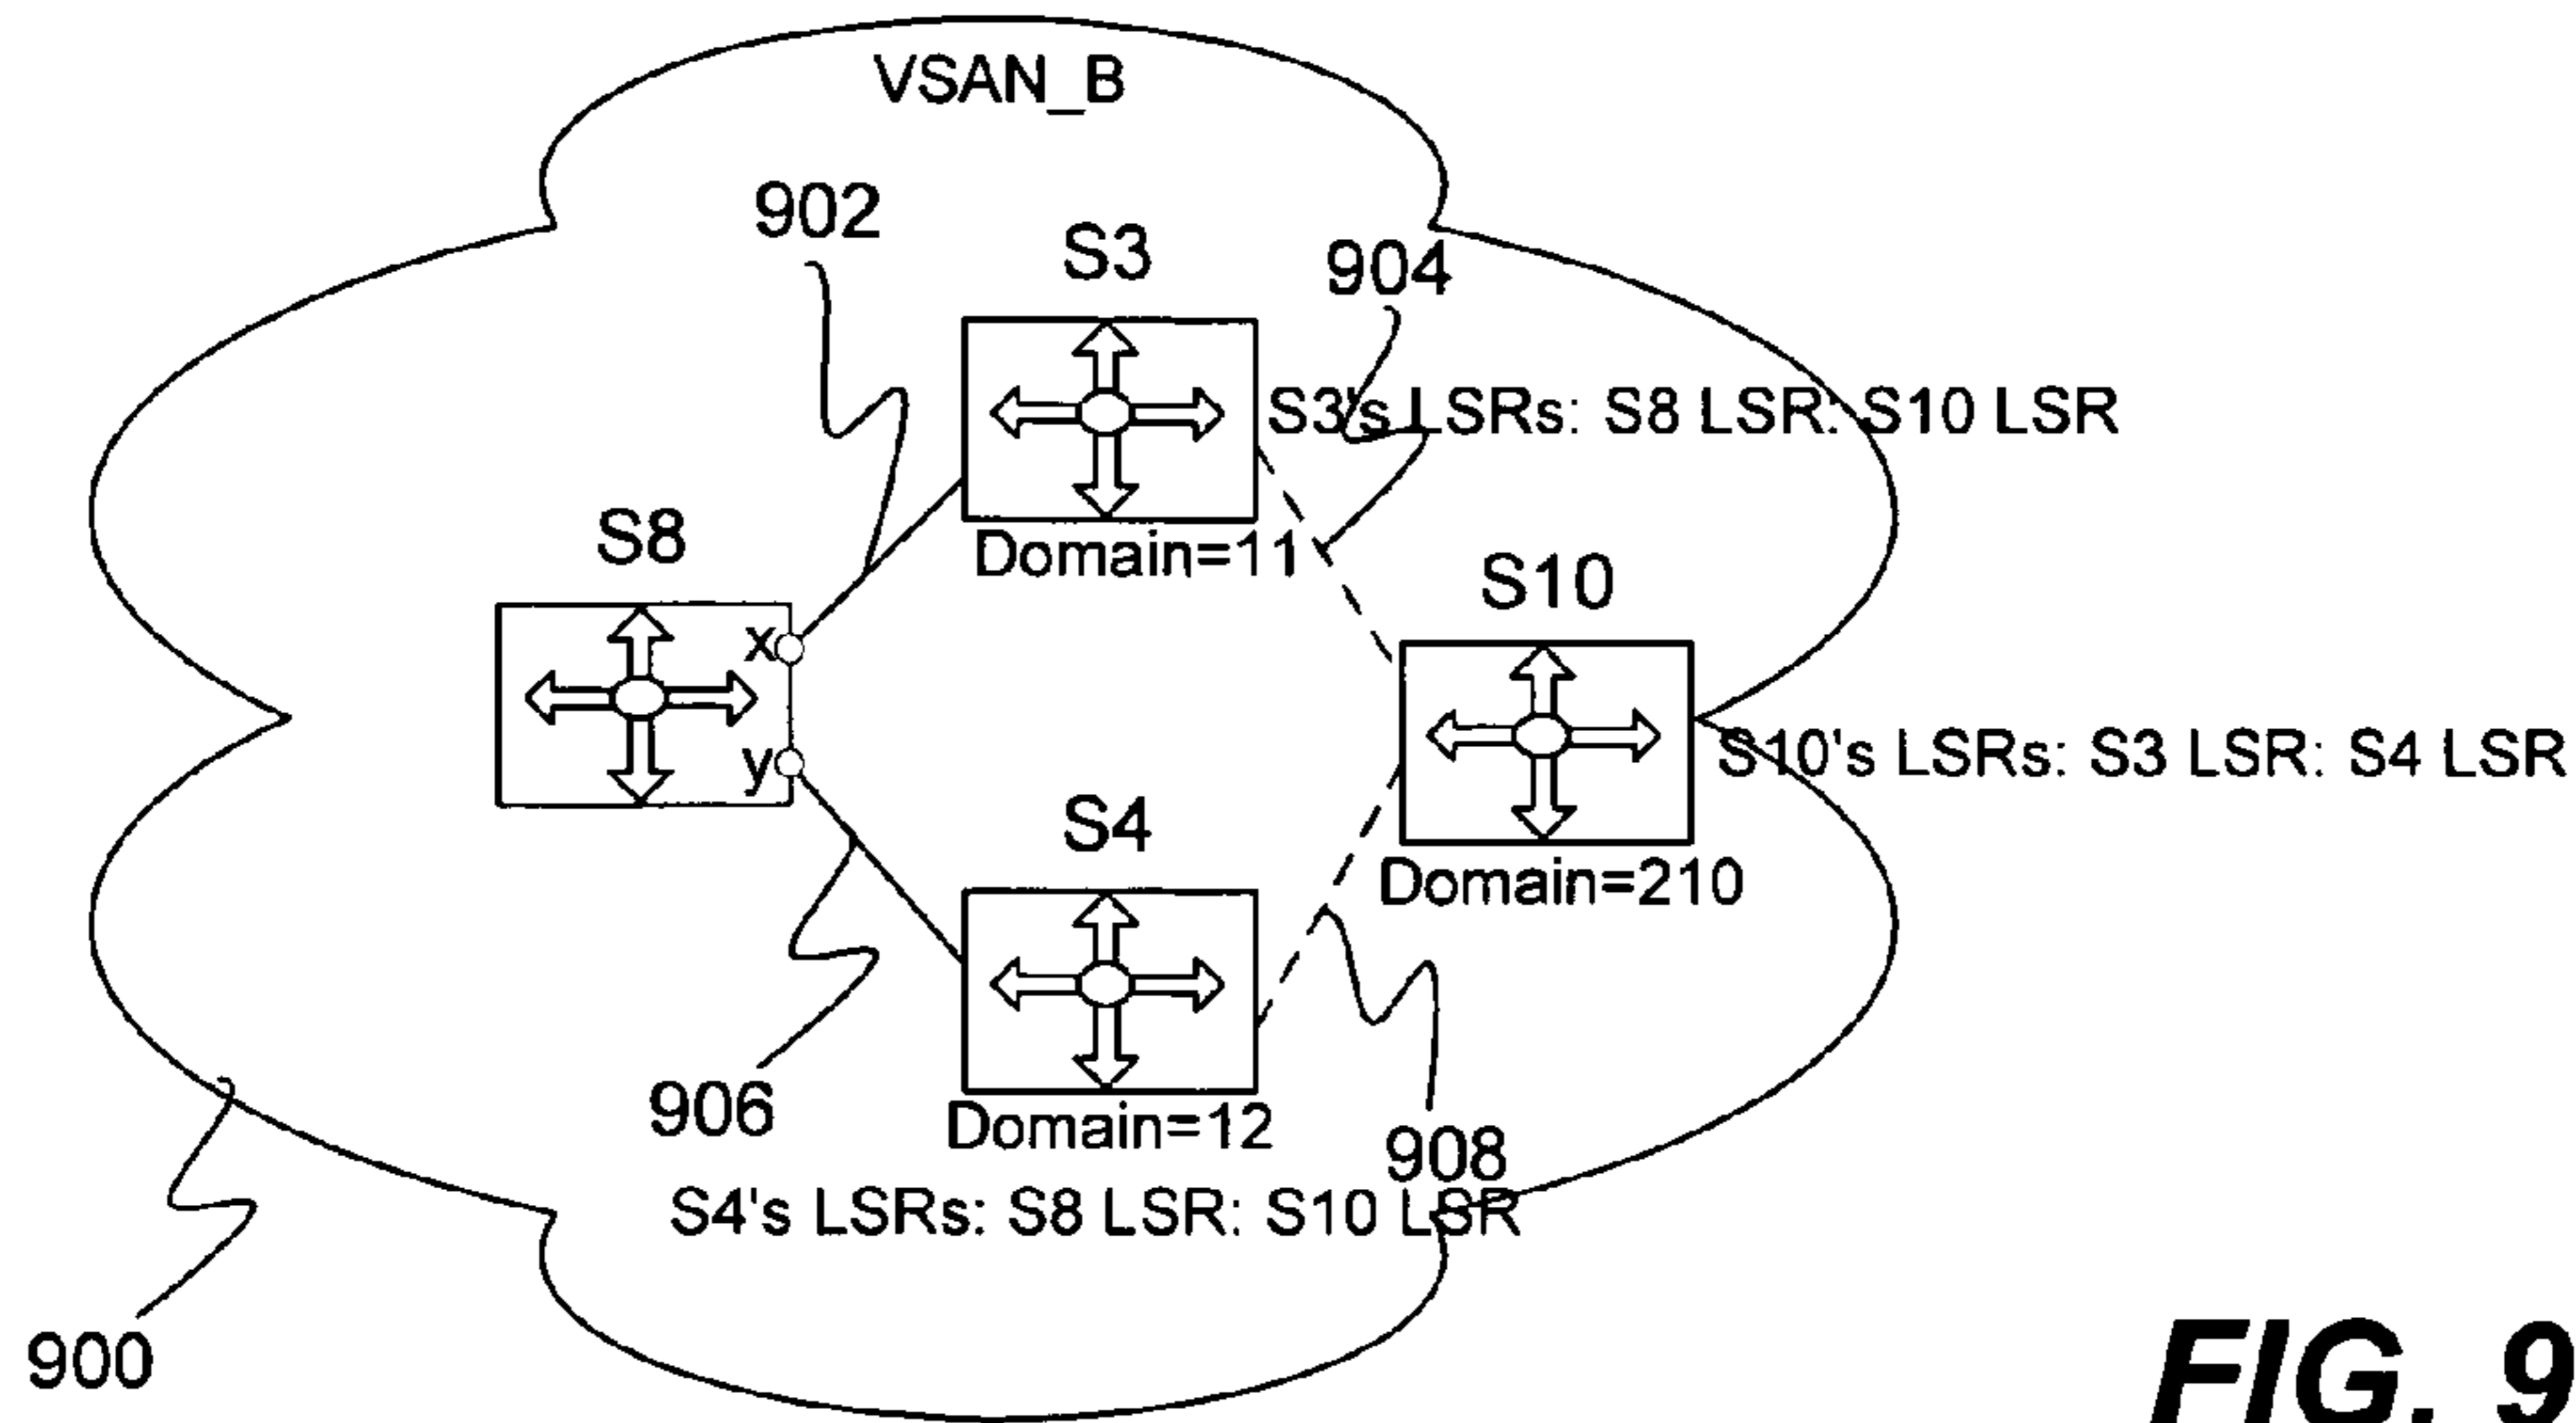 VSAN_B
902
S3
904
S3's LSRs: S8 LSR: S10 LSR
Domain=11
S8
x
y
S10
S10's LSRs: S3 LSR: S4 LSR
Domain=210
S4
906
Domain=12
908
S4's LSRs: S8 LSR: S10 LSR
900
FIG. 9